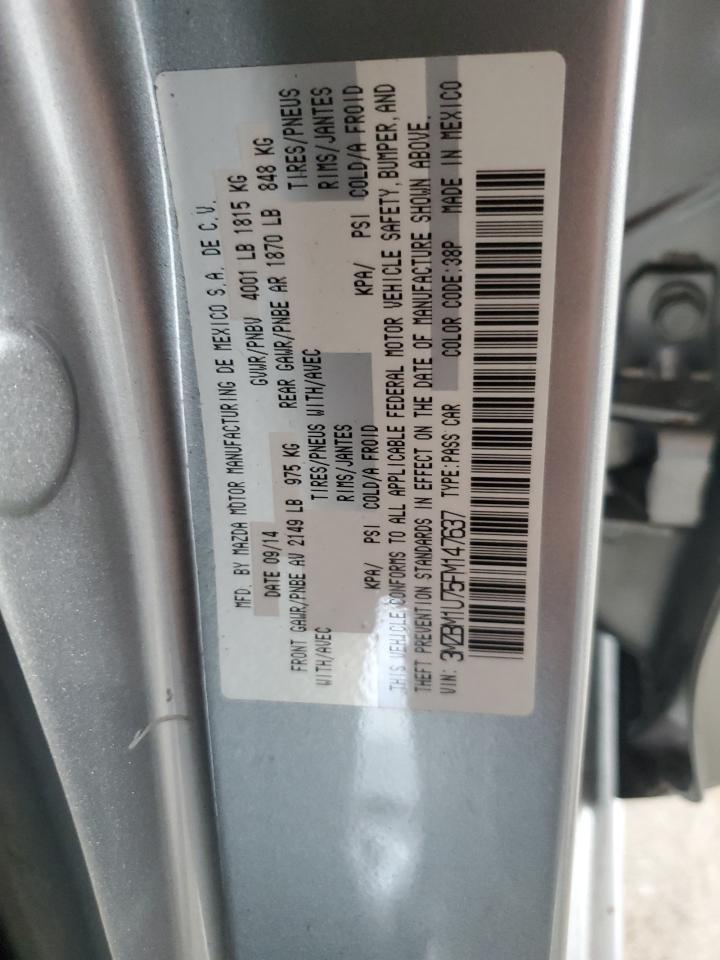 MFD. BY MAZDA MOTOR MANUFACTURING DE MEXICO S.A. DE C.V.
DATE 09/14 GVWR/PNBV 4001 LB 1815 KG
FRONT GAWR/PNBE AV 2149 LB 975 KG REAR GAWR/PNBE AR 1870 LB 848 KG
WITH/AVEC TIRES/PNEUS WITH/AVEC TIRES/PNEUS
RIMS/JANTES RIMS/JANTES
KPA/ PSI COLD/A FROID KPA/ PSI COLD/A FROID
THIS VEHICLE CONFORMS TO ALL APPLICABLE FEDERAL MOTOR VEHICLE SAFETY, BUMPER, AND
THEFT PREVENTION STANDARDS IN EFFECT ON THE DATE OF MANUFACTURE SHOWN ABOVE.
VIN: 3MZBM1U75FM147637 TYPE:PASS CAR COLOR CODE:38P MADE IN MEXICO